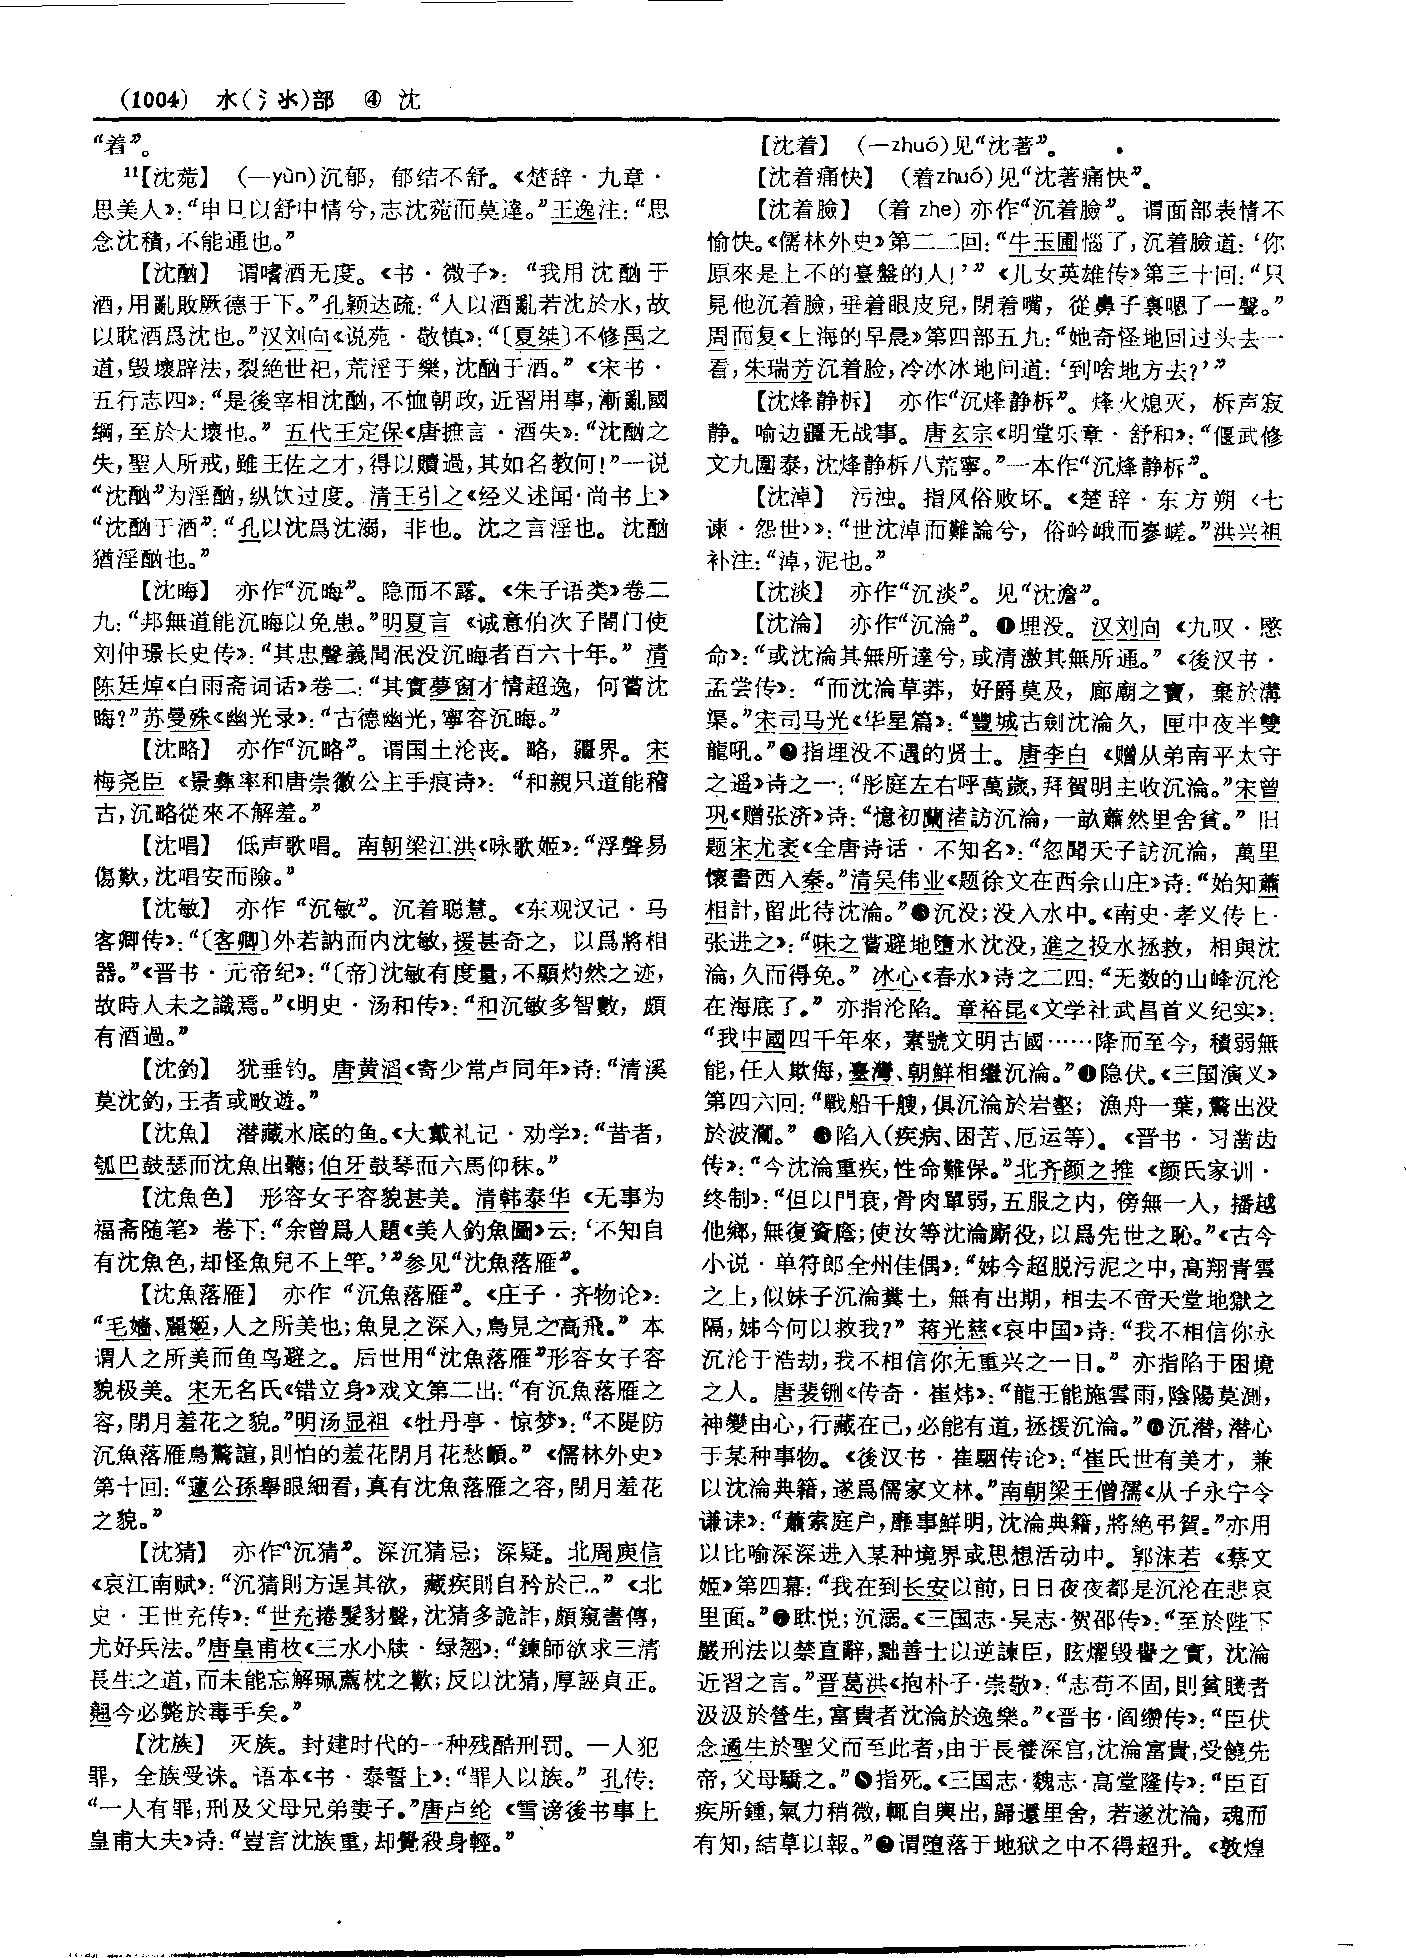 (1004) 水(氵氺)部 ④ 沈
“着”。
11【沈菀】 (—yùn)沉郁，郁结不舒。《楚辞·九章·
思美人》：“申旦以舒中情兮，志沈菀而莫達。”王逸注：“思
念沈積，不能通也。”
【沈酗】 谓嗜酒无度。《书·微子》：“我用沈酗于
酒，用亂敗厥德于下。”孔颖达疏：“人以酒亂若沈於水，故
以耽酒爲沈也。”汉刘向《说苑·敬慎》：“〔夏桀〕不修禹之
道，毁壞辟法，裂絶世祀，荒淫于樂，沈酗于酒。”《宋书·
五行志四》：“是後宰相沈酗，不恤朝政，近習用事，漸亂國
綱，至於大壞也。”五代王定保《唐摭言·酒失》：“沈酗之
失，聖人所戒，雖王佐之才，得以贖過，其如名教何！”一说
“沈酗”为淫酗，纵饮过度。清王引之《经义述闻·尚书上》
“沈酗于酒”：“孔以沈爲沈溺，非也。沈之言淫也。沈酗
猶淫酗也。”
【沈晦】 亦作“沉晦”。隐而不露。《朱子语类》卷二
九：“邦無道能沉晦以免患。”明夏言《诚意伯次子閤门使
刘仲璟长史传》：“其忠聲義聞泯没沉晦者百六十年。”清
陈廷焯《白雨斋词话》卷二：“其實夢窗才情超逸，何嘗沈
晦？”苏曼殊《幽光录》：“古德幽光，寧容沉晦。”
【沈略】 亦作“沉略”。谓国土沦丧。略，疆界。宋
梅尧臣《景彝率和唐崇徽公主手痕诗》：“和親只道能稽
古，沉略從來不解羞。”
【沈唱】 低声歌唱。南朝梁江洪《咏歌姬》：“浮聲易
傷歎，沈唱安而險。”
【沈敏】 亦作“沉敏”。沉着聪慧。《东观汉记·马
客卿传》：“〔客卿〕外若訥而内沈敏，援甚奇之，以爲將相
器。”《晋书·元帝纪》：“〔帝〕沈敏有度量，不顯灼然之迹，
故時人未之識焉。”《明史·汤和传》：“和沉敏多智數，頗
有酒過。”
【沈釣】 犹垂钓。唐黄滔《寄少常卢同年》诗：“清溪
莫沈釣，王者或畋遊。”
【沈魚】 潜藏水底的鱼。《大戴礼记·劝学》：“昔者，
瓠巴鼓瑟而沈魚出聽；伯牙鼓琴而六馬仰秣。”
【沈魚色】 形容女子容貌甚美。清韩泰华《无事为
福斋随笔》卷下：“余曾爲人題《美人釣魚圖》云：‘不知自
有沈魚色，却怪魚兒不上竿。’”参见“沈魚落雁”。
【沈魚落雁】 亦作“沉魚落雁”。《庄子·齐物论》：
“毛嬙、麗姬，人之所美也；魚見之深入，鳥見之高飛。”本
谓人之所美而鱼鸟避之。后世用“沈魚落雁”形容女子容
貌极美。宋无名氏《错立身》戏文第二出：“有沉魚落雁之
容，閉月羞花之貌。”明汤显祖《牡丹亭·惊梦》：“不隄防
沉魚落雁鳥驚諠，則怕的羞花閉月花愁顫。”《儒林外史》
第十回：“蘧公孫舉眼細看，真有沈魚落雁之容，閉月羞花
之貌。”
【沈猜】 亦作“沉猜”。深沉猜忌；深疑。北周庾信
《哀江南赋》：“沉猜則方逞其欲，藏疾則自矜於己。”《北
史·王世充传》：“世充捲髮豺聲，沈猜多詭詐，頗窺書傳，
尤好兵法。”唐皇甫枚《三水小牍·绿翘》：“鍊師欲求三清
長生之道，而未能忘解珮薦枕之歡；反以沈猜，厚誣貞正。
翹今必斃於毒手矣。”
【沈族】 灭族。封建时代的一种残酷刑罚。一人犯
罪，全族受诛。语本《书·泰誓上》：“罪人以族。”孔传：
“一人有罪，刑及父母兄弟妻子。”唐卢纶《雪谤後书事上
皇甫大夫》诗：“豈言沈族重，却覺殺身輕。”
【沈着】 (—zhuó)见“沈著”。
【沈着痛快】 (着zhuó)见“沈著痛快”。
【沈着臉】 (着 zhe) 亦作“沉着臉”。谓面部表情不
愉快。《儒林外史》第二二回：“牛玉圃惱了，沉着臉道：‘你
原來是上不的臺盤的人！’”《儿女英雄传》第三十回：“只
見他沉着臉，垂着眼皮兒，閉着嘴，從鼻子裏嗯了一聲。”
周而复《上海的早晨》第四部五九：“她奇怪地回过头去一
看，朱瑞芳沉着脸，冷冰冰地问道：‘到啥地方去？’”
【沈烽静柝】 亦作“沉烽静柝”。烽火熄灭，柝声寂
静。喻边疆无战事。唐玄宗《明堂乐章·舒和》：“偃武修
文九圍泰，沈烽静柝八荒寧。”一本作“沉烽静柝”。
【沈淖】 污浊。指风俗败坏。《楚辞·东方朔〈七
谏·怨世〉》：“世沈淖而難論兮，俗岒峨而嵾嵯。”洪兴祖
补注：“淖，泥也。”
【沈淡】 亦作“沉淡”。见“沈澹”。
【沈淪】 亦作“沉淪”。❶埋没。汉刘向《九叹·愍
命》：“或沈淪其無所達兮，或清激其無所通。”《後汉书·
孟尝传》：“而沈淪草莽，好爵莫及，廊廟之寶，棄於溝
渠。”宋司马光《华星篇》：“豐城古劍沈淪久，匣中夜半雙
龍吼。”❷指埋没不遇的贤士。唐李白《赠从弟南平太守
之遥》诗之一：“彤庭左右呼萬歲，拜賀明主收沉淪。”宋曾
巩《赠张济》诗：“憶初蘭渚訪沉淪，一畝蕭然里舍貧。”旧
题宋尤袤《全唐诗话·不知名》：“忽聞天子訪沉淪，萬里
懷書西入秦。”清吴伟业《题徐文在西佘山庄》诗：“始知蕭
相計，留此待沈淪。”❸沉没；没入水中。《南史·孝义传上·
张进之》：“味之嘗避地墮水沈没，進之投水拯救，相與沈
淪，久而得免。”冰心《春水》诗之二四：“无数的山峰沉沦
在海底了。”亦指沦陷。章裕昆《文学社武昌首义纪实》：
“我中國四千年來，素號文明古國……降而至今，積弱無
能，任人欺侮，臺灣、朝鮮相繼沉淪。”❹隐伏。《三国演义》
第四六回：“戰船千艘，俱沉淪於岩壑；漁舟一葉，驚出没
於波瀾。”❺陷入(疾病、困苦、厄运等)。《晋书·习凿齿
传》：“今沈淪重疾，性命難保。”北齐颜之推《颜氏家训·
终制》：“但以門衰，骨肉單弱，五服之内，傍無一人，播越
他鄉，無復資廕；使汝等沈淪廝役，以爲先世之恥。”《古今
小说·单符郎全州佳偶》：“姊今超脱污泥之中，高翔青雲
之上，似妹子沉淪糞土，無有出期，相去不啻天堂地獄之
隔，姊今何以救我？”蒋光慈《哀中国》诗：“我不相信你永
沉沦于浩劫，我不相信你无重兴之一日。”亦指陷于困境
之人。唐裴铏《传奇·崔炜》：“龍王能施雲雨，陰陽莫測，
神變由心，行藏在己，必能有道，拯援沉淪。”❻沉潜，潜心
于某种事物。《後汉书·崔駰传论》：“崔氏世有美才，兼
以沈淪典籍，遂爲儒家文林。”南朝梁王僧孺《从子永宁令
谦诔》：“蕭索庭户，靡事鮮明，沈淪典籍，將絶弔賀。”亦用
以比喻深深进入某种境界或思想活动中。郭沫若《蔡文
姬》第四幕：“我在到长安以前，日日夜夜都是沉沦在悲哀
里面。”❼耽悦；沉溺。《三国志·吴志·贺邵传》：“至於陛下
嚴刑法以禁直辭，黜善士以逆諫臣，眩燿毁譽之實，沈淪
近習之言。”晋葛洪《抱朴子·崇敬》：“志苟不固，則貧賤者
汲汲於營生，富貴者沈淪於逸樂。”《晋书·阎缵传》：“臣伏
念遹生於聖父而至此者，由于長養深宫，沈淪富貴，受饒先
帝，父母驕之。”❽指死。《三国志·魏志·高堂隆传》：“臣百
疾所鍾，氣力稍微，輒自輿出，歸還里舍，若遂沈淪，魂而
有知，結草以報。”❾谓堕落于地狱之中不得超升。《敦煌